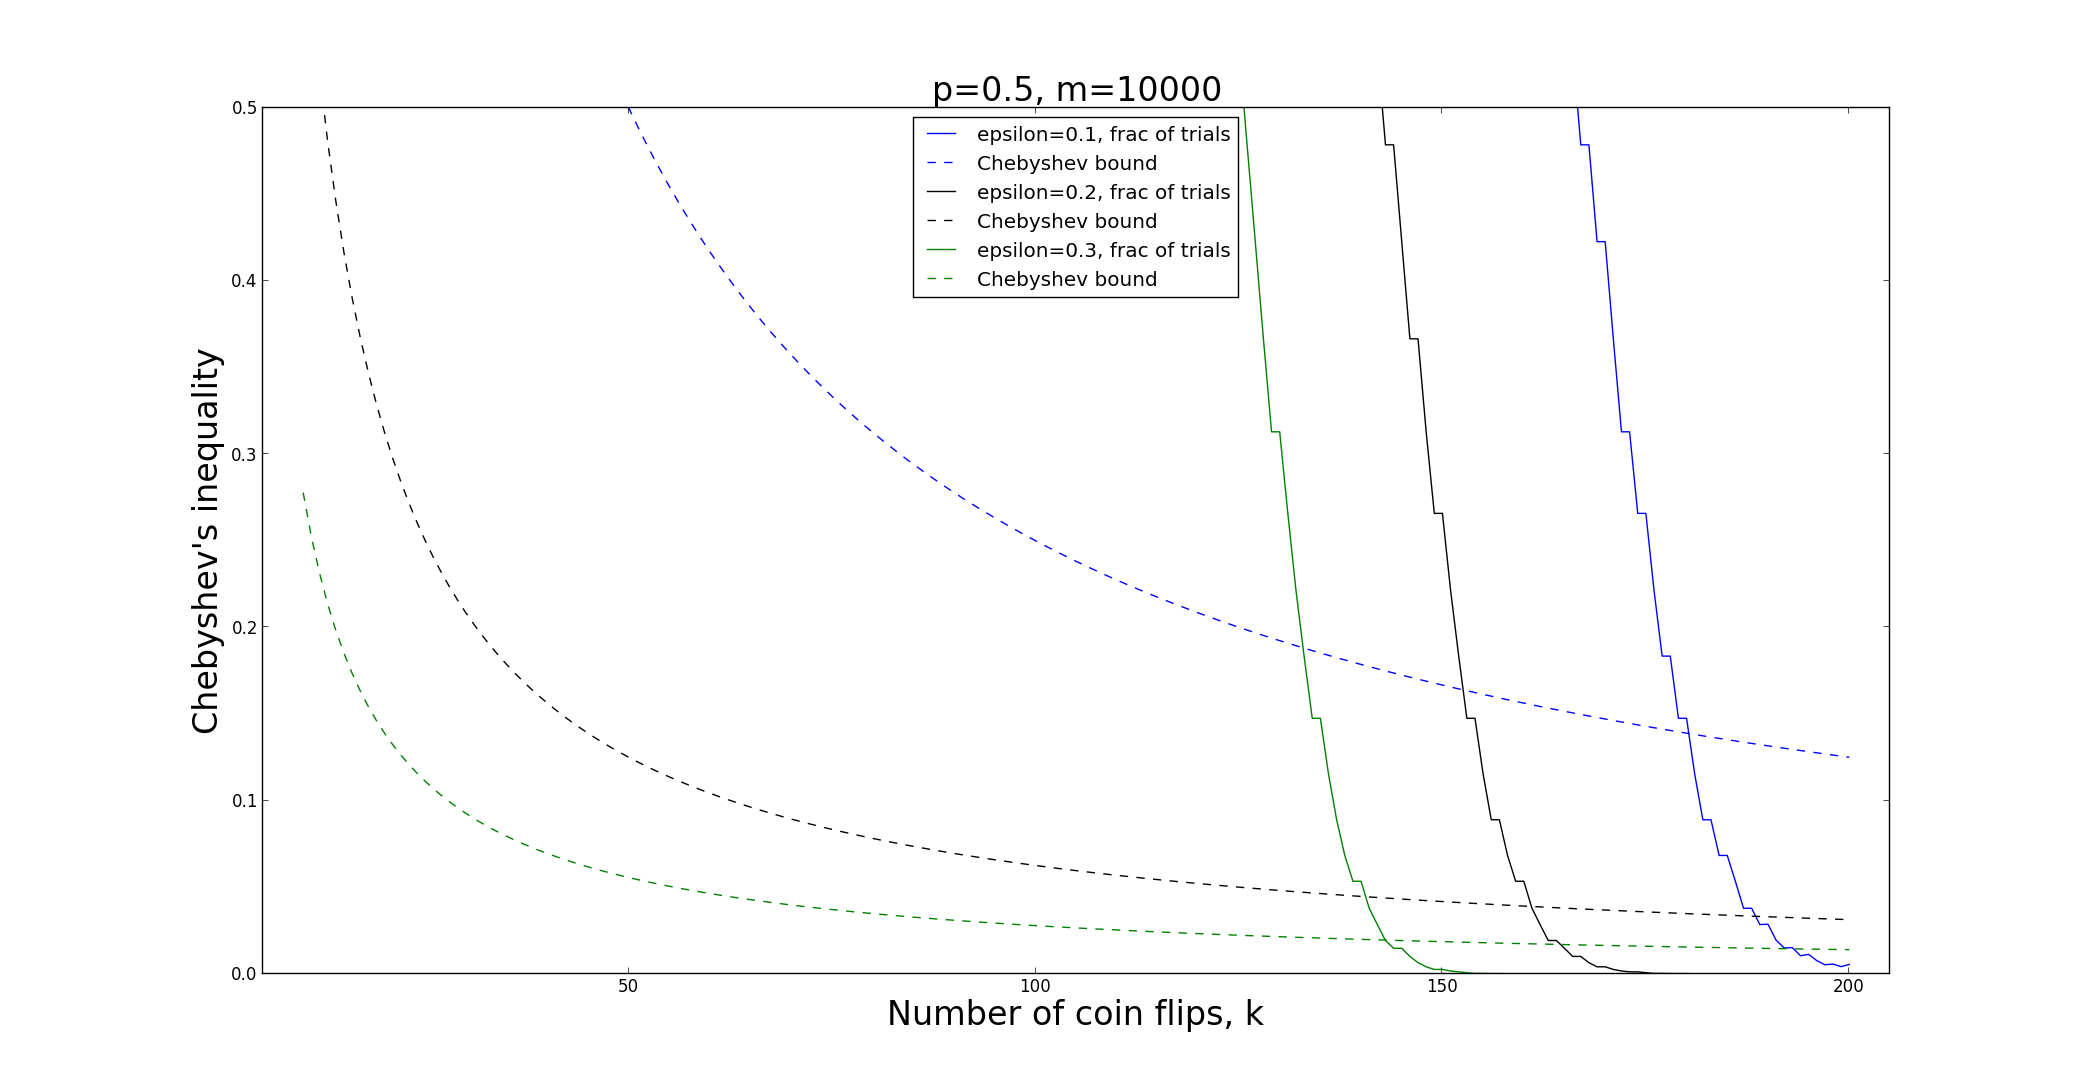 p=0.5, m=10000
0.5
0.4
0.3
0.2
0.1
0.0
Chebyshev's inequality
epsilon=0.1, frac of trials
Chebyshev bound
epsilon=0.2, frac of trials
Chebyshev bound
epsilon=0.3, frac of trials
Chebyshev bound
50 100 150 200
Number of coin flips, k